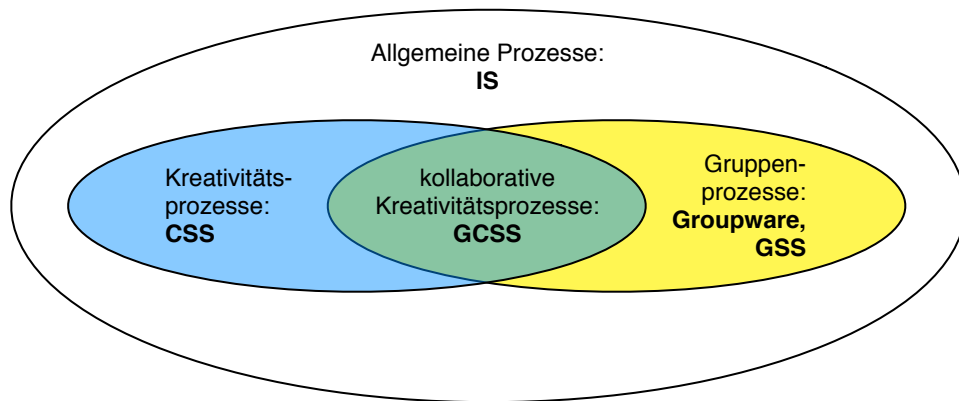 Allgemeine Prozesse:
IS
Kreativitäts-
prozesse:
CSS
kollaborative
Kreativitätsprozesse:
GCSS
Gruppen-
prozesse:
Groupware,
GSS